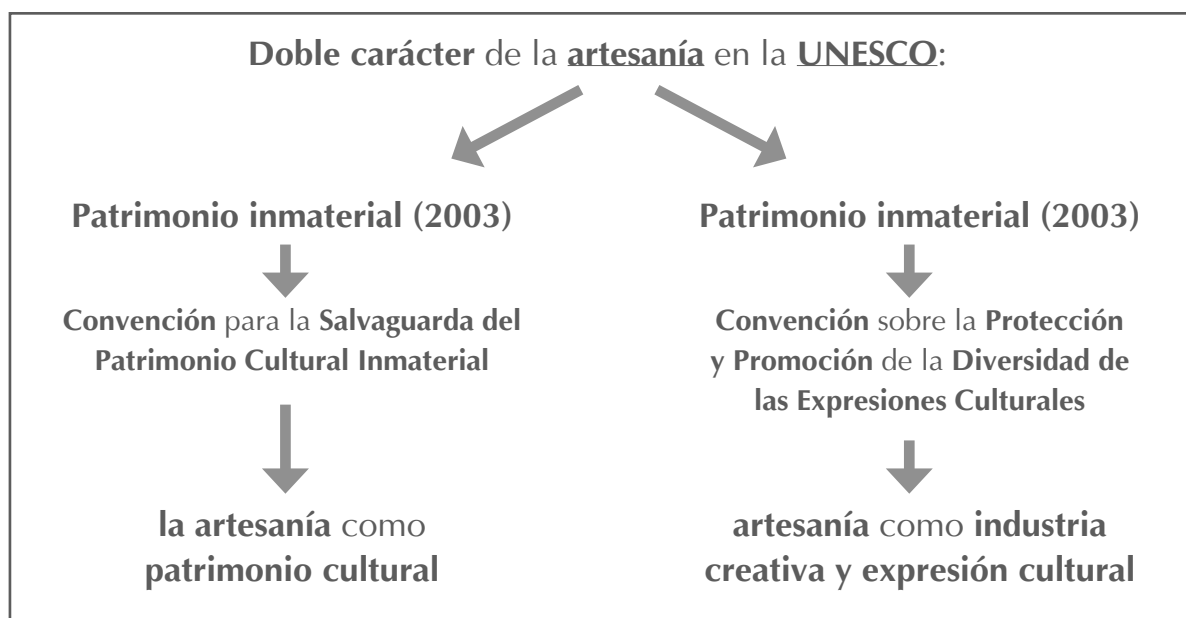 Doble carácter de la artesanía en la UNESCO:
Patrimonio inmaterial (2003)
Convención para la Salvaguarda del
Patrimonio Cultural Inmaterial
la artesanía como
patrimonio cultural
Patrimonio inmaterial (2003)
Convención sobre la Protección
y Promoción de la Diversidad de
las Expresiones Culturales
artesanía como industria
creativa y expresión cultural